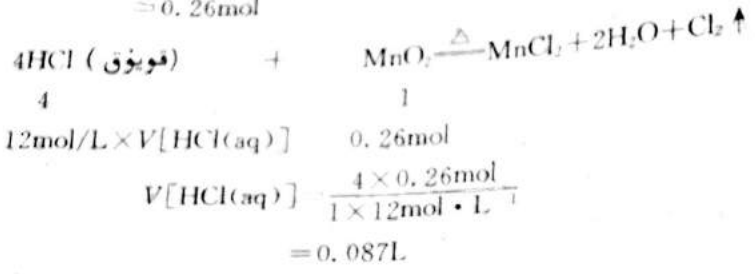 =0.26mol
4HCl (قويۇق) + MnO₂ =△= MnCl₂+2H₂O+Cl₂↑
4 1
12mol/L×V[HCl(aq)] 0.26mol
V[HCl(aq)] = (4×0.26mol)/(1×12mol·L⁻¹)
=0.087L